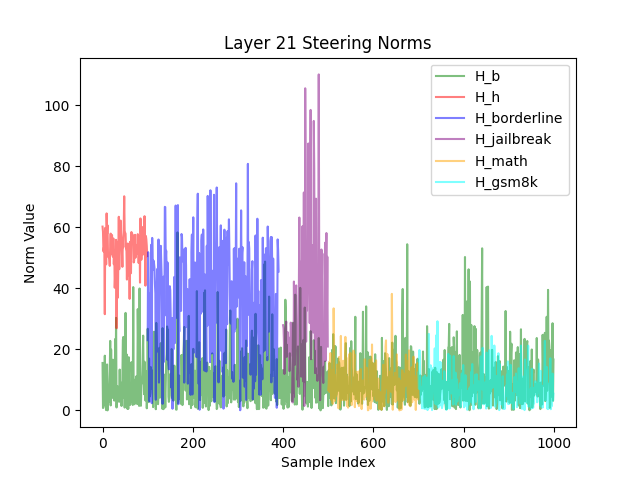 Layer 21 Steering Norms
H_b
H_h
H_borderline
H_jailbreak
H_math
H_gsm8k
Norm Value
100
80
60
40
20
0
0 200 400 600 800 1000
Sample Index